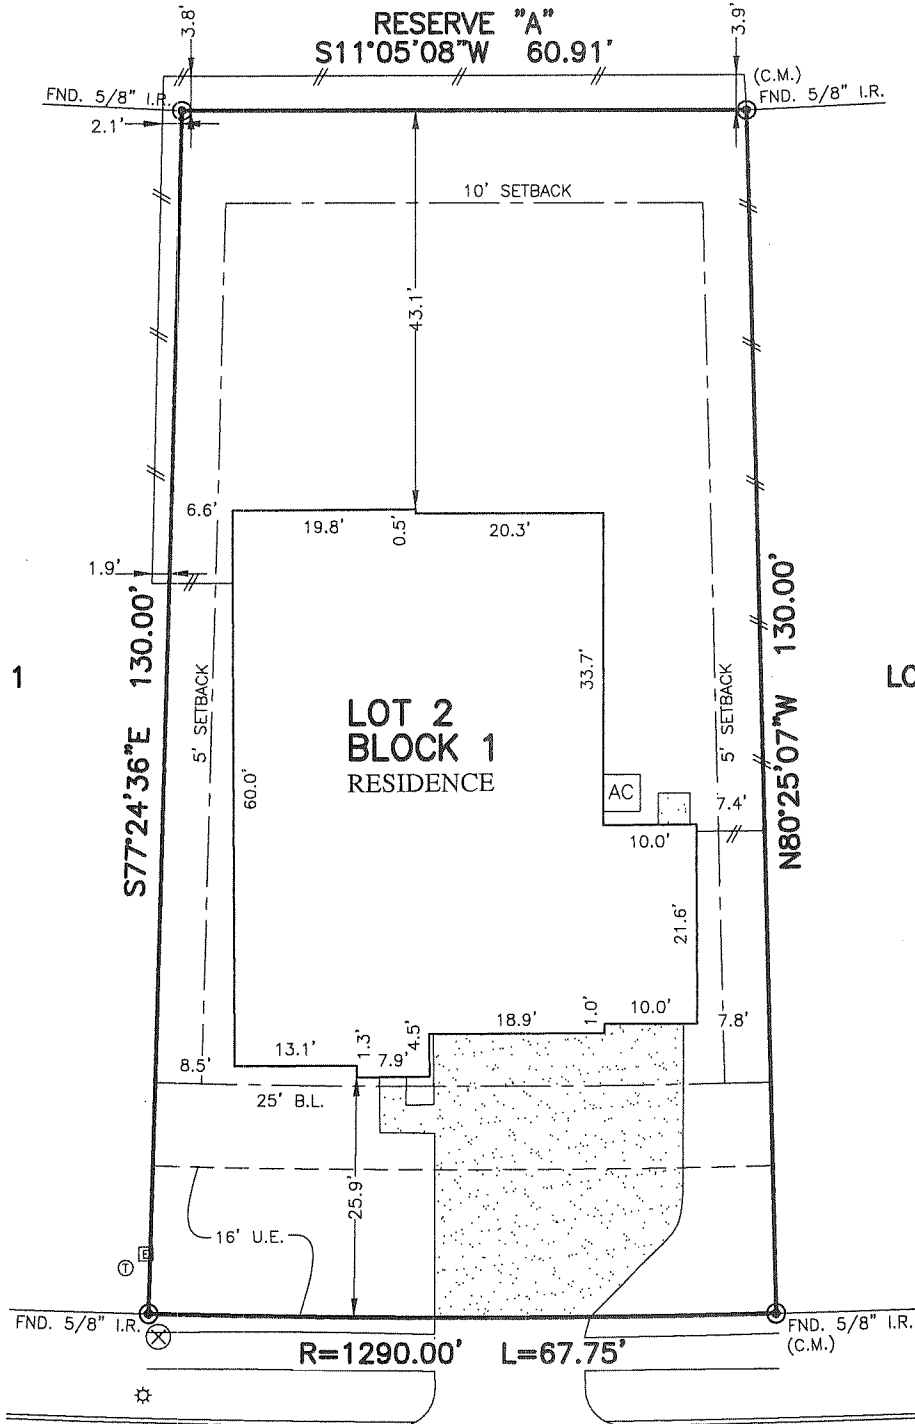 RESERVE "A"
S11°05'08"W 60.91'
3.8'
3.9'
(C.M.)
FND. 5/8" I.R.
FND. 5/8" I.R.
2.1'
10' SETBACK
43.1'
6.6'
19.8'
0.5'
20.3'
1.9'
S77°24'36"E 130.00'
N80°25'07"W 130.00'
1
LO
5' SETBACK
5' SETBACK
33.7'
60.0'
LOT 2
BLOCK 1
RESIDENCE
AC
7.4'
10.0'
21.6'
18.9'
1.0'
10.0'
7.8'
13.1'
1.3'
7.9'
4.5'
8.5'
25' B.L.
25.9'
16' U.E.
E
T
FND. 5/8" I.R.
FND. 5/8" I.R.
(C.M.)
R=1290.00' L=67.75'